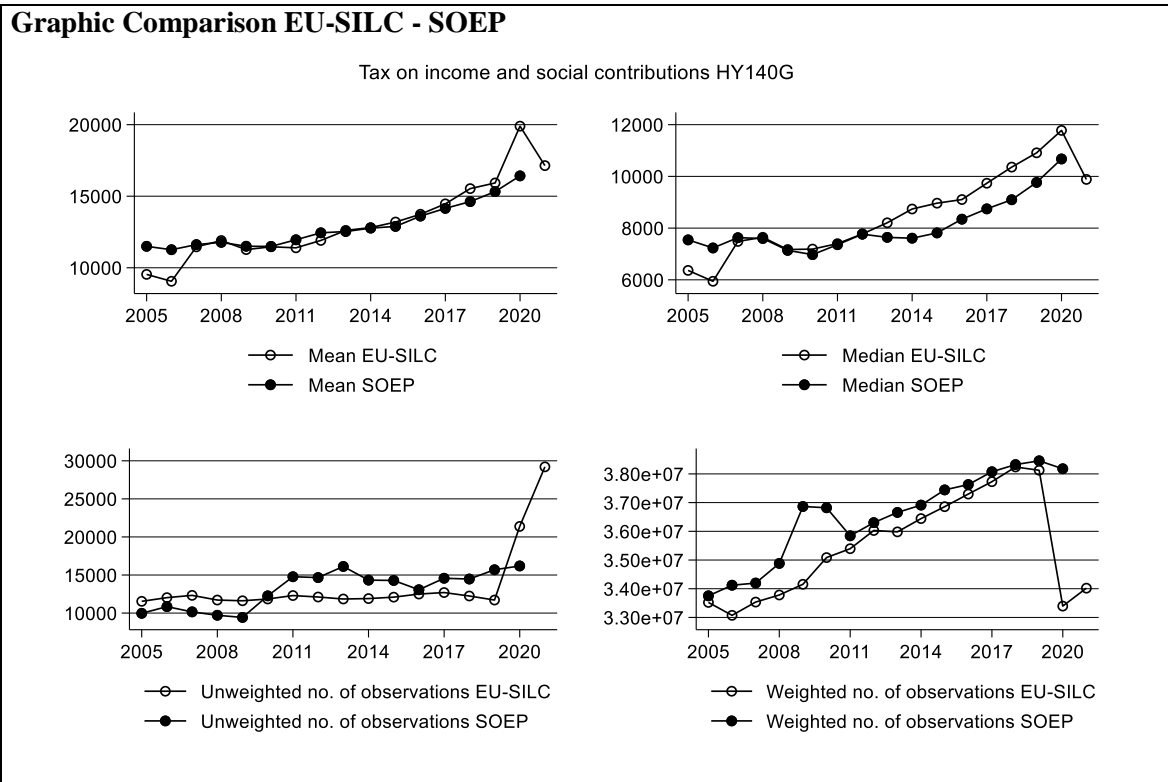 Graphic Comparison EU-SILC - SOEP
Tax on income and social contributions HY140G
20000
15000
10000
2005 2008 2011 2014 2017 2020
Mean EU-SILC
Mean SOEP
12000
10000
8000
6000
2005 2008 2011 2014 2017 2020
Median EU-SILC
Median SOEP
30000
25000
20000
15000
10000
2005 2008 2011 2014 2017 2020
Unweighted no. of observations EU-SILC
Unweighted no. of observations SOEP
3.80e+07
3.70e+07
3.60e+07
3.50e+07
3.40e+07
3.30e+07
2005 2008 2011 2014 2017 2020
Weighted no. of observations EU-SILC
Weighted no. of observations SOEP